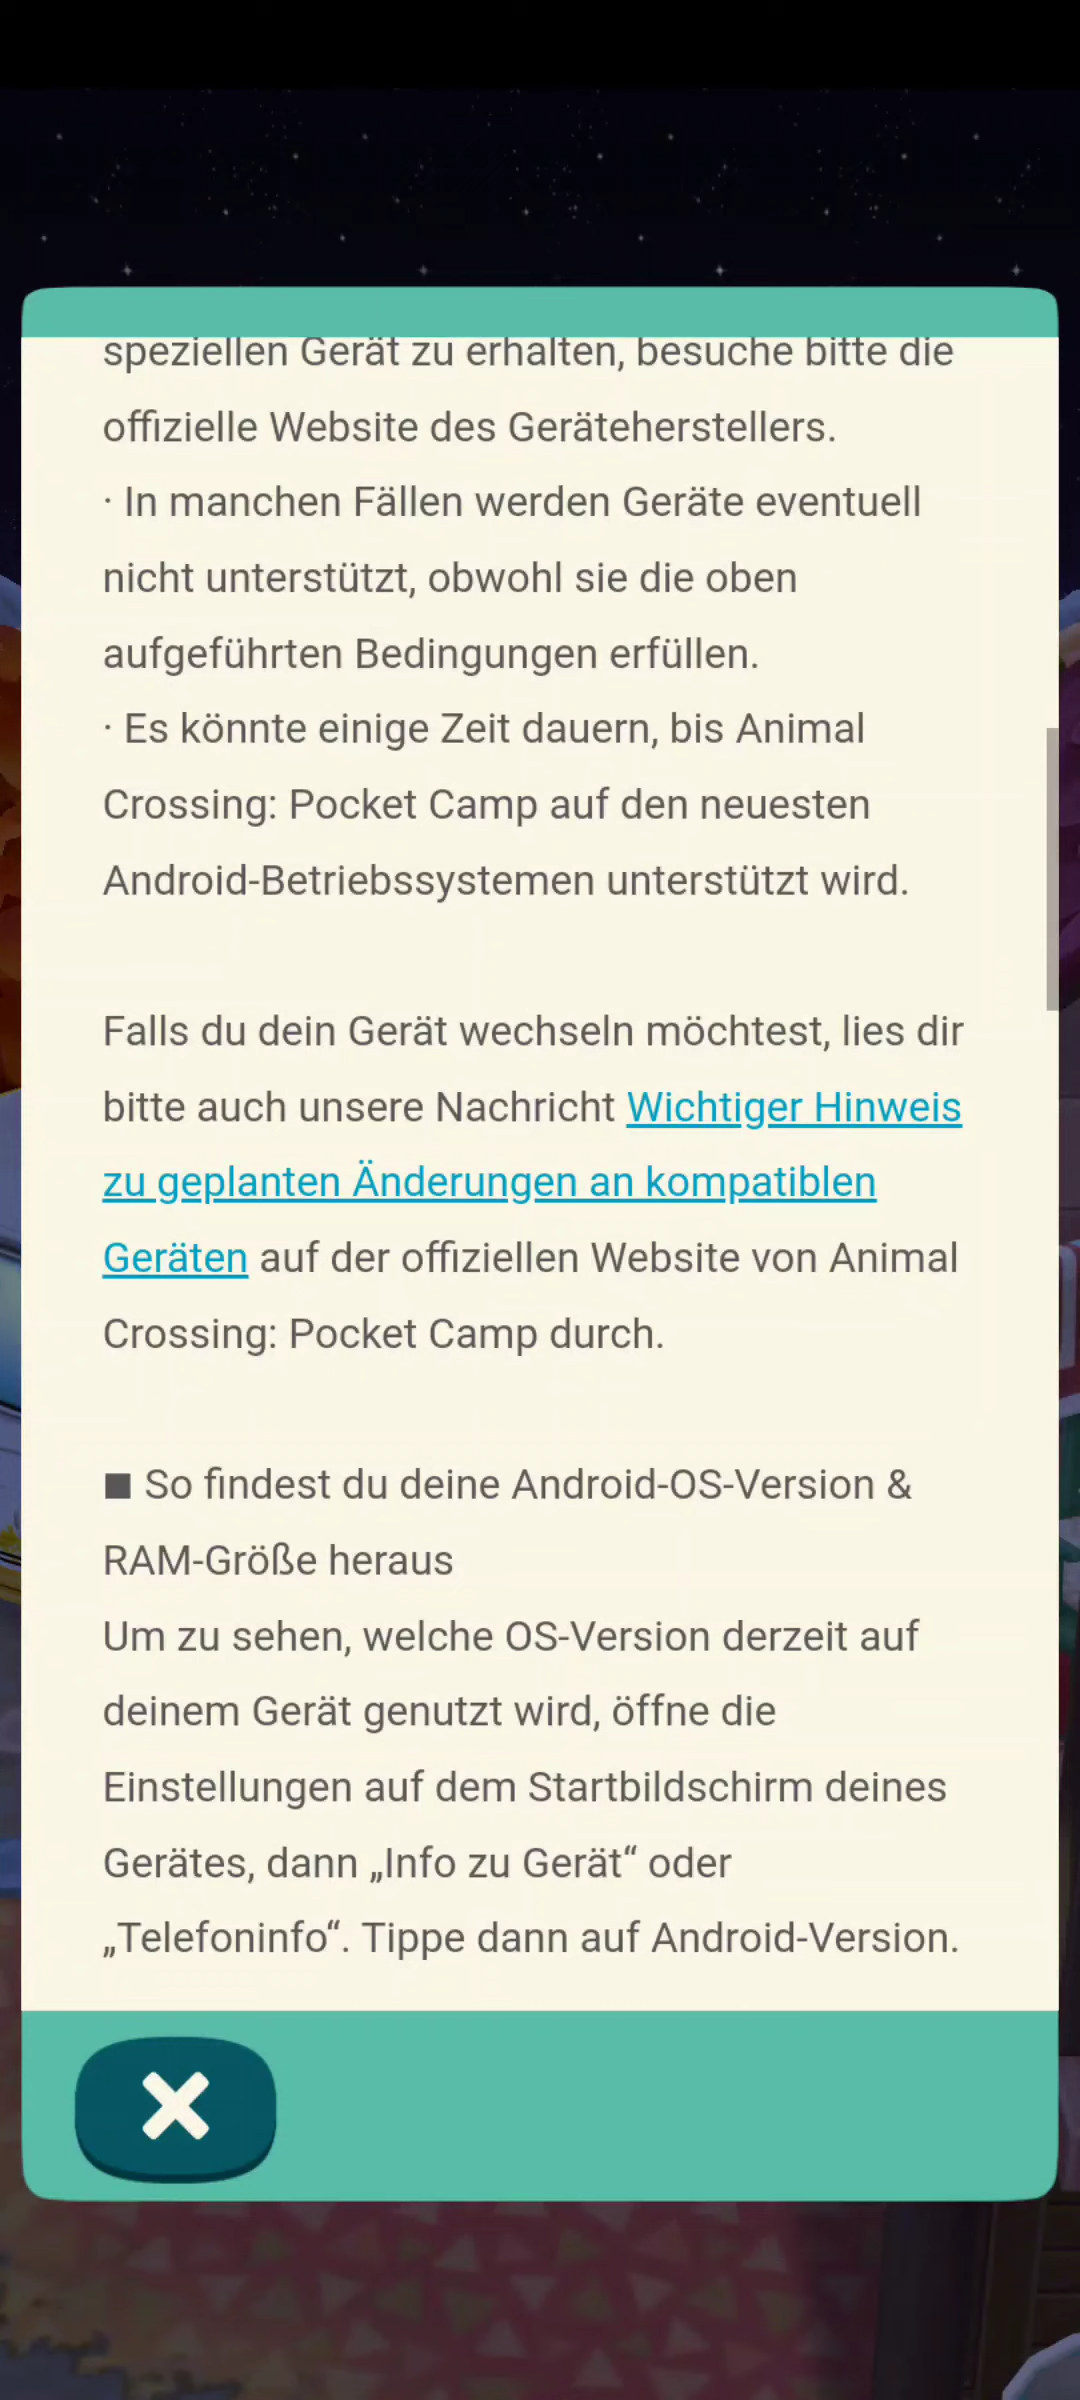 speziellen Gerät zu erhalten, besuche bitte die
offizielle Website des Geräteherstellers.
· In manchen Fällen werden Geräte eventuell
nicht unterstützt, obwohl sie die oben
aufgeführten Bedingungen erfüllen.
· Es könnte einige Zeit dauern, bis Animal
Crossing: Pocket Camp auf den neuesten
Android-Betriebssystemen unterstützt wird.
Falls du dein Gerät wechseln möchtest, lies dir
bitte auch unsere Nachricht Wichtiger Hinweis
zu geplanten Änderungen an kompatiblen
Geräten auf der offiziellen Website von Animal
Crossing: Pocket Camp durch.
■ So findest du deine Android-OS-Version &
RAM-Größe heraus
Um zu sehen, welche OS-Version derzeit auf
deinem Gerät genutzt wird, öffne die
Einstellungen auf dem Startbildschirm deines
Gerätes, dann „Info zu Gerät“ oder
„Telefoninfo“. Tippe dann auf Android-Version.